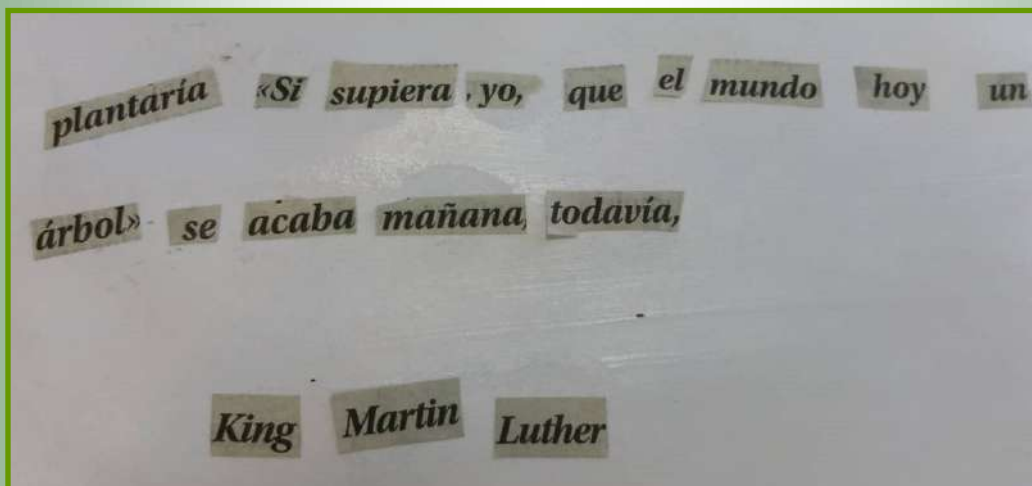 plantaría «Si supiera , yo, que el mundo hoy un
árbol» se acaba mañana, todavía,
King Martin Luther